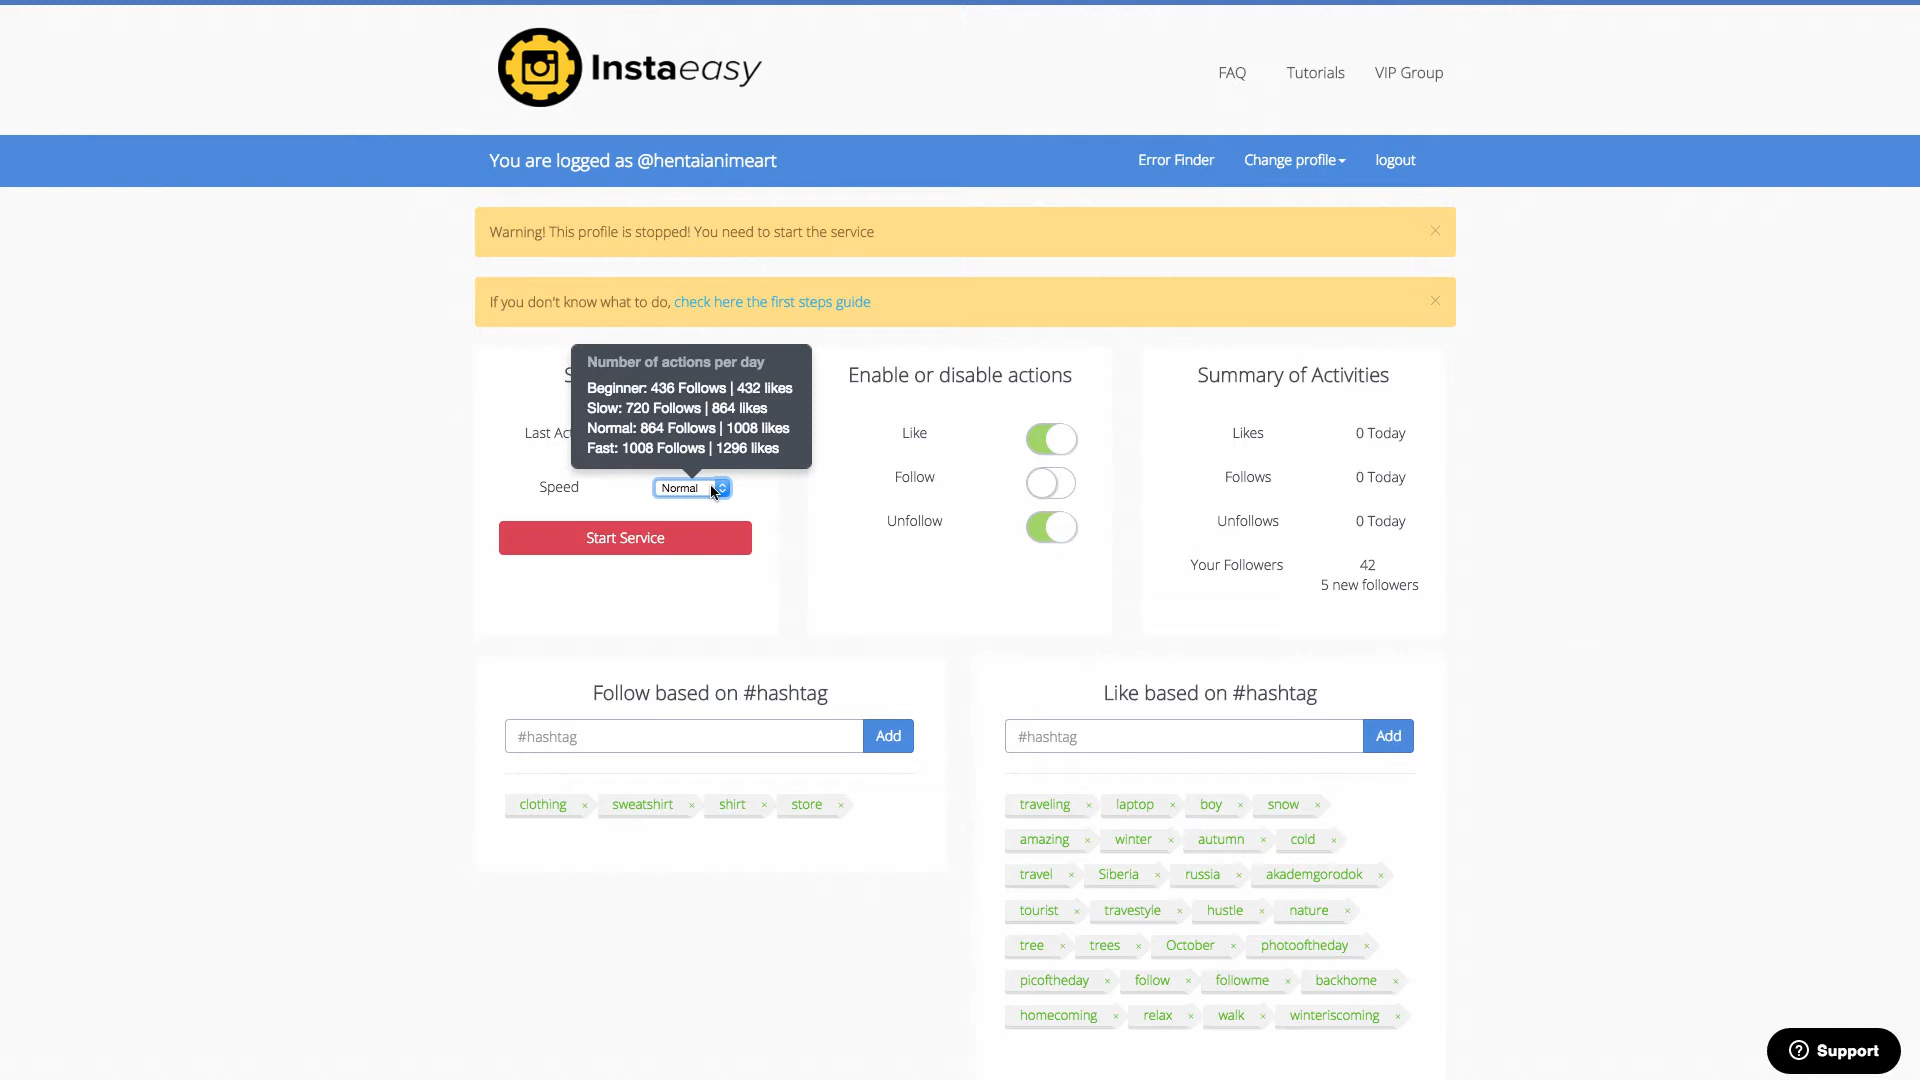 Instaeasy
FAQ Tutorials VIP Group
You are logged as @hentaianimeart
Error Finder Change profile logout
Warning! This profile is stopped! You need to start the service ×
If you don't know what to do, check here the first steps guide ×
Number of actions per day
Beginner: 436 Follows | 432 likes
Slow: 720 Follows | 864 likes
Normal: 864 Follows | 1008 likes
Fast: 1008 Follows | 1296 likes
S
Last Ac
Speed Normal
Start Service
Enable or disable actions
Like
Follow
Unfollow
Summary of Activities
Likes 0 Today
Follows 0 Today
Unfollows 0 Today
Your Followers 42
5 new followers
Follow based on #hashtag
#hashtag Add
clothing × sweatshirt × shirt × store ×
Like based on #hashtag
#hashtag Add
traveling × laptop × boy × snow ×
amazing × winter × autumn × cold ×
travel × Siberia × russia × akademgorodok ×
tourist × travestyle × hustle × nature ×
tree × trees × October × photooftheday ×
picoftheday × follow × followme × backhome ×
homecoming × relax × walk × winteriscoming ×
? Support